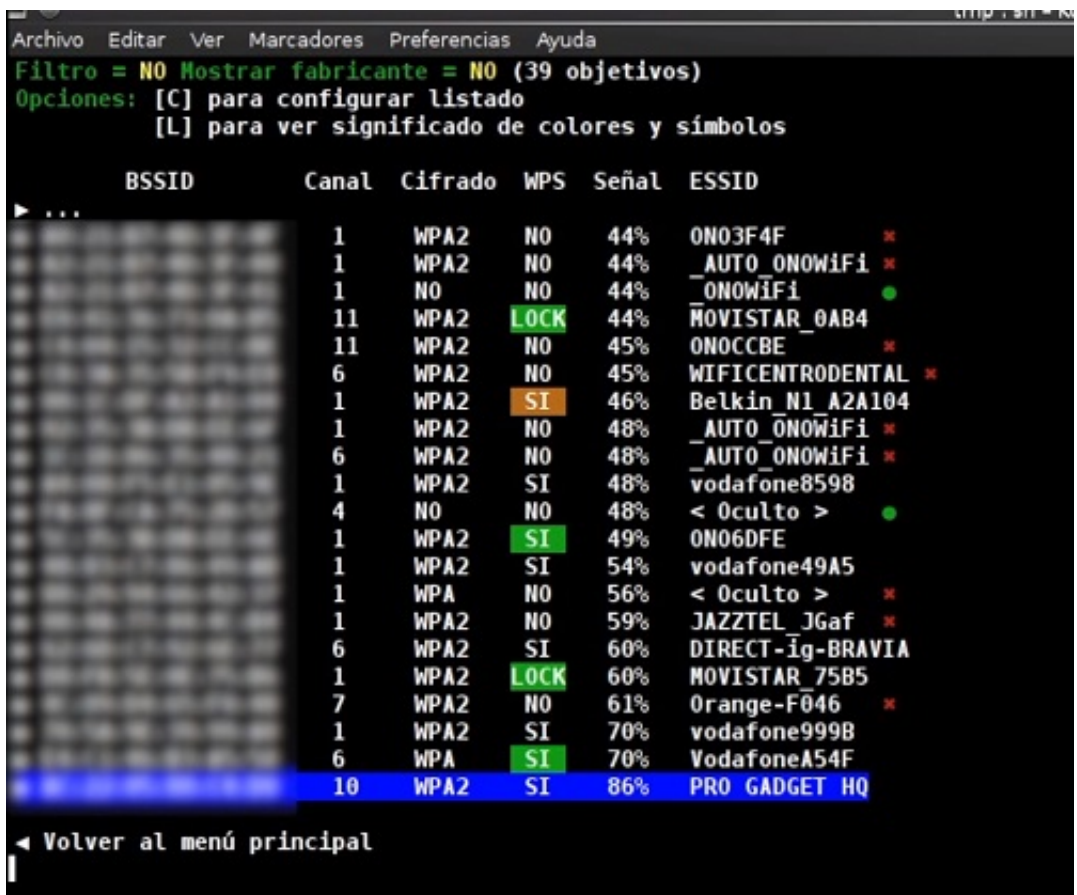 Archivo Editar Ver Marcadores Preferencias Ayuda
Filtro = NO Mostrar fabricante = NO (39 objetivos)
Opciones: [C] para configurar listado
[L] para ver significado de colores y símbolos
BSSID Canal Cifrado WPS Señal ESSID
▶ ...
1 WPA2 NO 44% ONO3F4F ✖
1 WPA2 NO 44% _AUTO_ONOWiFi ✖
1 NO NO 44% _ONOWiFi ●
11 WPA2 LOCK 44% MOVISTAR_0AB4
11 WPA2 NO 45% ONOCCBE ✖
6 WPA2 NO 45% WIFICENTRODENTAL ✖
1 WPA2 SI 46% Belkin_N1_A2A104
1 WPA2 NO 48% _AUTO_ONOWiFi ✖
6 WPA2 NO 48% _AUTO_ONOWiFi ✖
1 WPA2 SI 48% vodafone8598
4 NO NO 48% < Oculto > ●
1 WPA2 SI 49% ONO6DFE
1 WPA2 SI 54% vodafone49A5
1 WPA NO 56% < Oculto > ✖
1 WPA2 NO 59% JAZZTEL_JGaf ✖
6 WPA2 SI 60% DIRECT-ig-BRAVIA
1 WPA2 LOCK 60% MOVISTAR_75B5
7 WPA2 NO 61% Orange-F046 ✖
1 WPA2 SI 70% vodafone999B
6 WPA SI 70% VodafoneA54F
10 WPA2 SI 86% PRO GADGET HQ
◀ Volver al menú principal